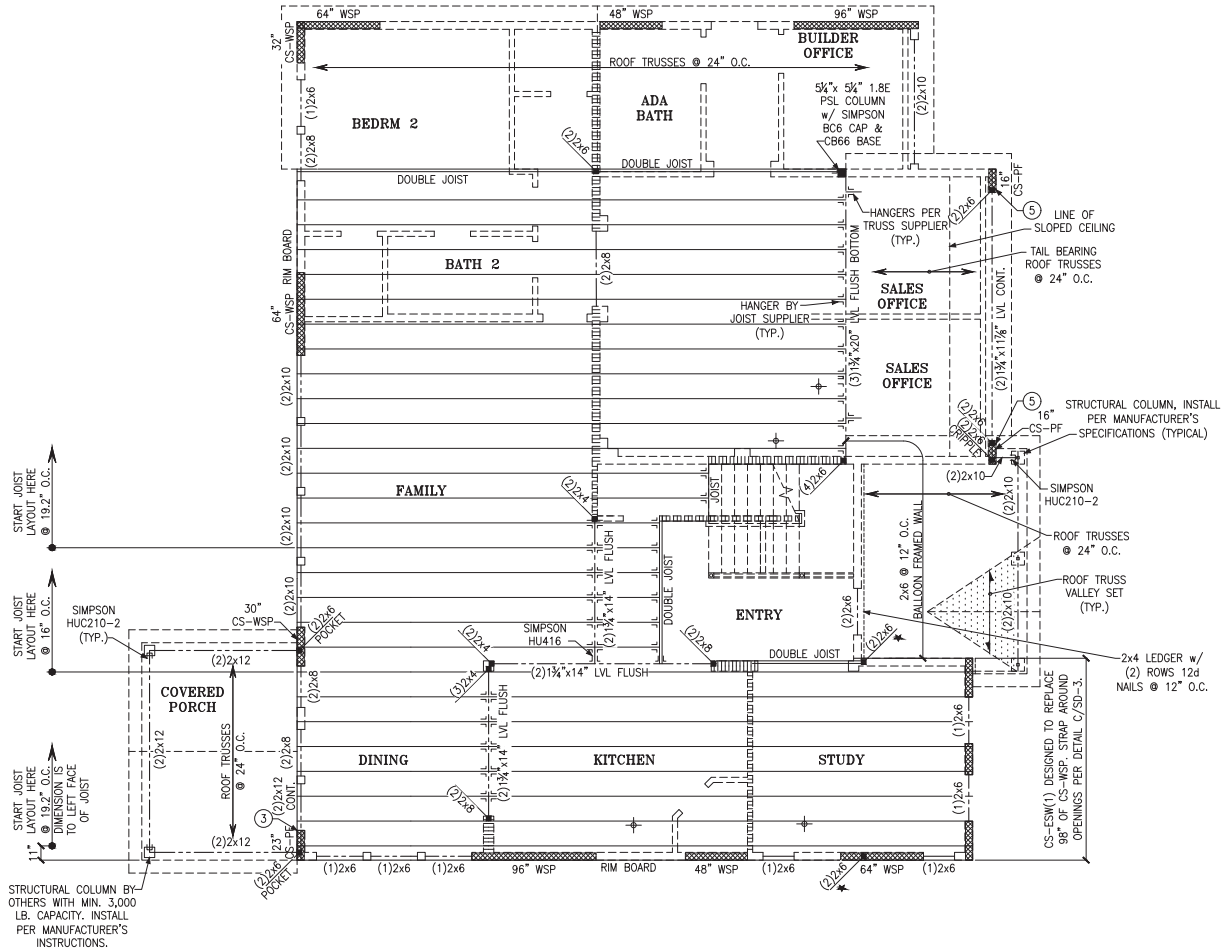 64" WSP
48" WSP
96" WSP
32"
CS-WSP
BUILDER
OFFICE
ROOF TRUSSES @ 24" O.C.
(1)2x6
(2)2x8
BEDRM 2
ADA
BATH
5¼"x 5¼" 1.8E
PSL COLUMN
w/ SIMPSON
BC6 CAP &
CB66 BASE
(2)2x10
(2)2x6
DOUBLE JOIST
DOUBLE JOIST
16"
CS-PF
(2)2x6
5
LINE OF
SLOPED CEILING
HANGERS PER
TRUSS SUPPLIER
(TYP.)
TAIL BEARING
ROOF TRUSSES
@ 24" O.C.
RIM BOARD
BATH 2
(2)2x8
64"
CS-WSP
SALES
OFFICE
HANGER BY
JOIST SUPPLIER
(TYP.)
(3)1¾"x20" LVL FLUSH BOTTOM
(2)1¾"x11⅞" LVL CONT.
SALES
OFFICE
(2)2x10
(2)2x6
(2)2x6
CRIPPLE
5
16"
CS-PF
STRUCTURAL COLUMN, INSTALL
PER MANUFACTURER'S
SPECIFICATIONS (TYPICAL)
(2)2x10
(2)2x10
SIMPSON
HUC210-2
(2)2x10
START JOIST
LAYOUT HERE
@ 19.2" O.C.
FAMILY
JOIST
(4)2x6
(2)2x4
(2)2x10
ROOF TRUSSES
@ 24" O.C.
2x6 @ 12" O.C.
BALLOON FRAMED WALL
START JOIST
LAYOUT HERE
@ 16" O.C.
(2)2x10
(2)1¾"x14" LVL FLUSH
DOUBLE JOIST
ROOF TRUSS
VALLEY SET
(TYP.)
(2)2x10
SIMPSON
HUC210-2
(TYP.)
30"
CS-WSP
(2)2x6
POCKET
SIMPSON
HU416
ENTRY
(2)2x6
(2)2x6
(2)2x12
(2)2x4
(3)2x4
(2)2x8
DOUBLE JOIST
(2)1¾"x14" LVL FLUSH
2x4 LEDGER w/
(2) ROWS 12d
NAILS @ 12" O.C.
COVERED
PORCH
(2)2x8
(2)2x12
ROOF TRUSSES
@ 24" O.C.
(2)2x8
(2)1¾"x14" LVL FLUSH
(1)2x6
DINING
KITCHEN
STUDY
START JOIST
LAYOUT HERE
@ 19.2" O.C.
DIMENSION IS
TO LEFT FACE
OF JOIST
11"
(2)2x12
CONT.
(2)2x8
(1)2x6
CS-ESW(1) DESIGNED TO REPLACE
98" OF CS-WSP. STRAP AROUND
OPENINGS PER DETAIL C/SD-3.
3
(2)2x12
23"
CS-PF
(2)2x6
POCKET
(1)2x6
(1)2x6
(1)2x6
96" WSP
RIM BOARD
48" WSP
(1)2x6
(2)2x6
64" WSP
(1)2x6
STRUCTURAL COLUMN BY
OTHERS WITH MIN. 3,000
LB. CAPACITY. INSTALL
PER MANUFACTURER'S
INSTRUCTIONS.